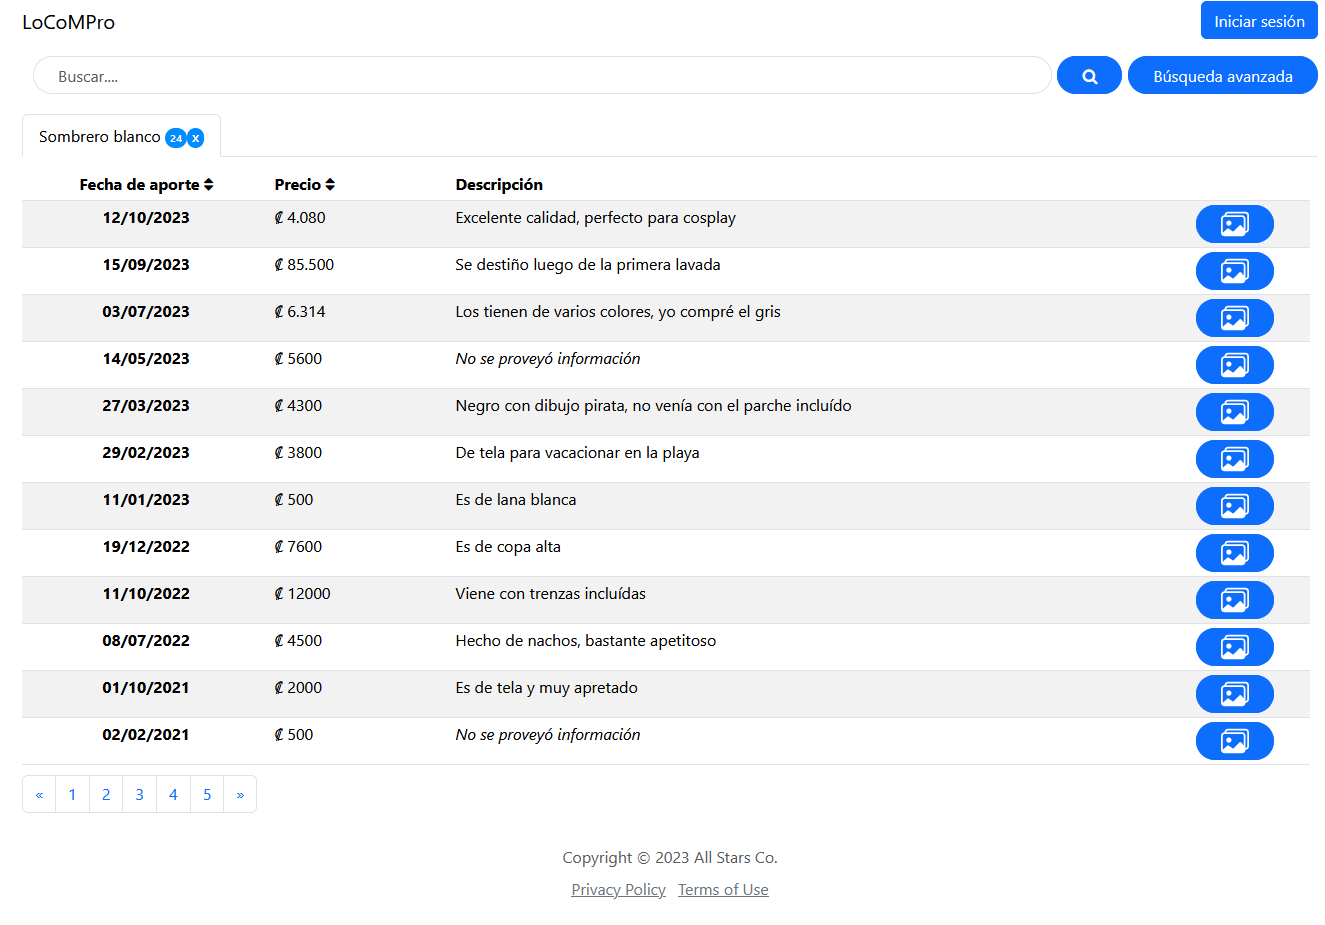 LoCoMPro
Iniciar sesión
Buscar....
Búsqueda avanzada
Sombrero blanco 24 x
Fecha de aporte Precio Descripción
12/10/2023 ₡ 4.080 Excelente calidad, perfecto para cosplay
15/09/2023 ₡ 85.500 Se destiño luego de la primera lavada
03/07/2023 ₡ 6.314 Los tienen de varios colores, yo compré el gris
14/05/2023 ₡ 5600 No se proveyó información
27/03/2023 ₡ 4300 Negro con dibujo pirata, no venía con el parche incluído
29/02/2023 ₡ 3800 De tela para vacacionar en la playa
11/01/2023 ₡ 500 Es de lana blanca
19/12/2022 ₡ 7600 Es de copa alta
11/10/2022 ₡ 12000 Viene con trenzas incluídas
08/07/2022 ₡ 4500 Hecho de nachos, bastante apetitoso
01/10/2021 ₡ 2000 Es de tela y muy apretado
02/02/2021 ₡ 500 No se proveyó información
« 1 2 3 4 5 »
Copyright © 2023 All Stars Co.
Privacy Policy Terms of Use